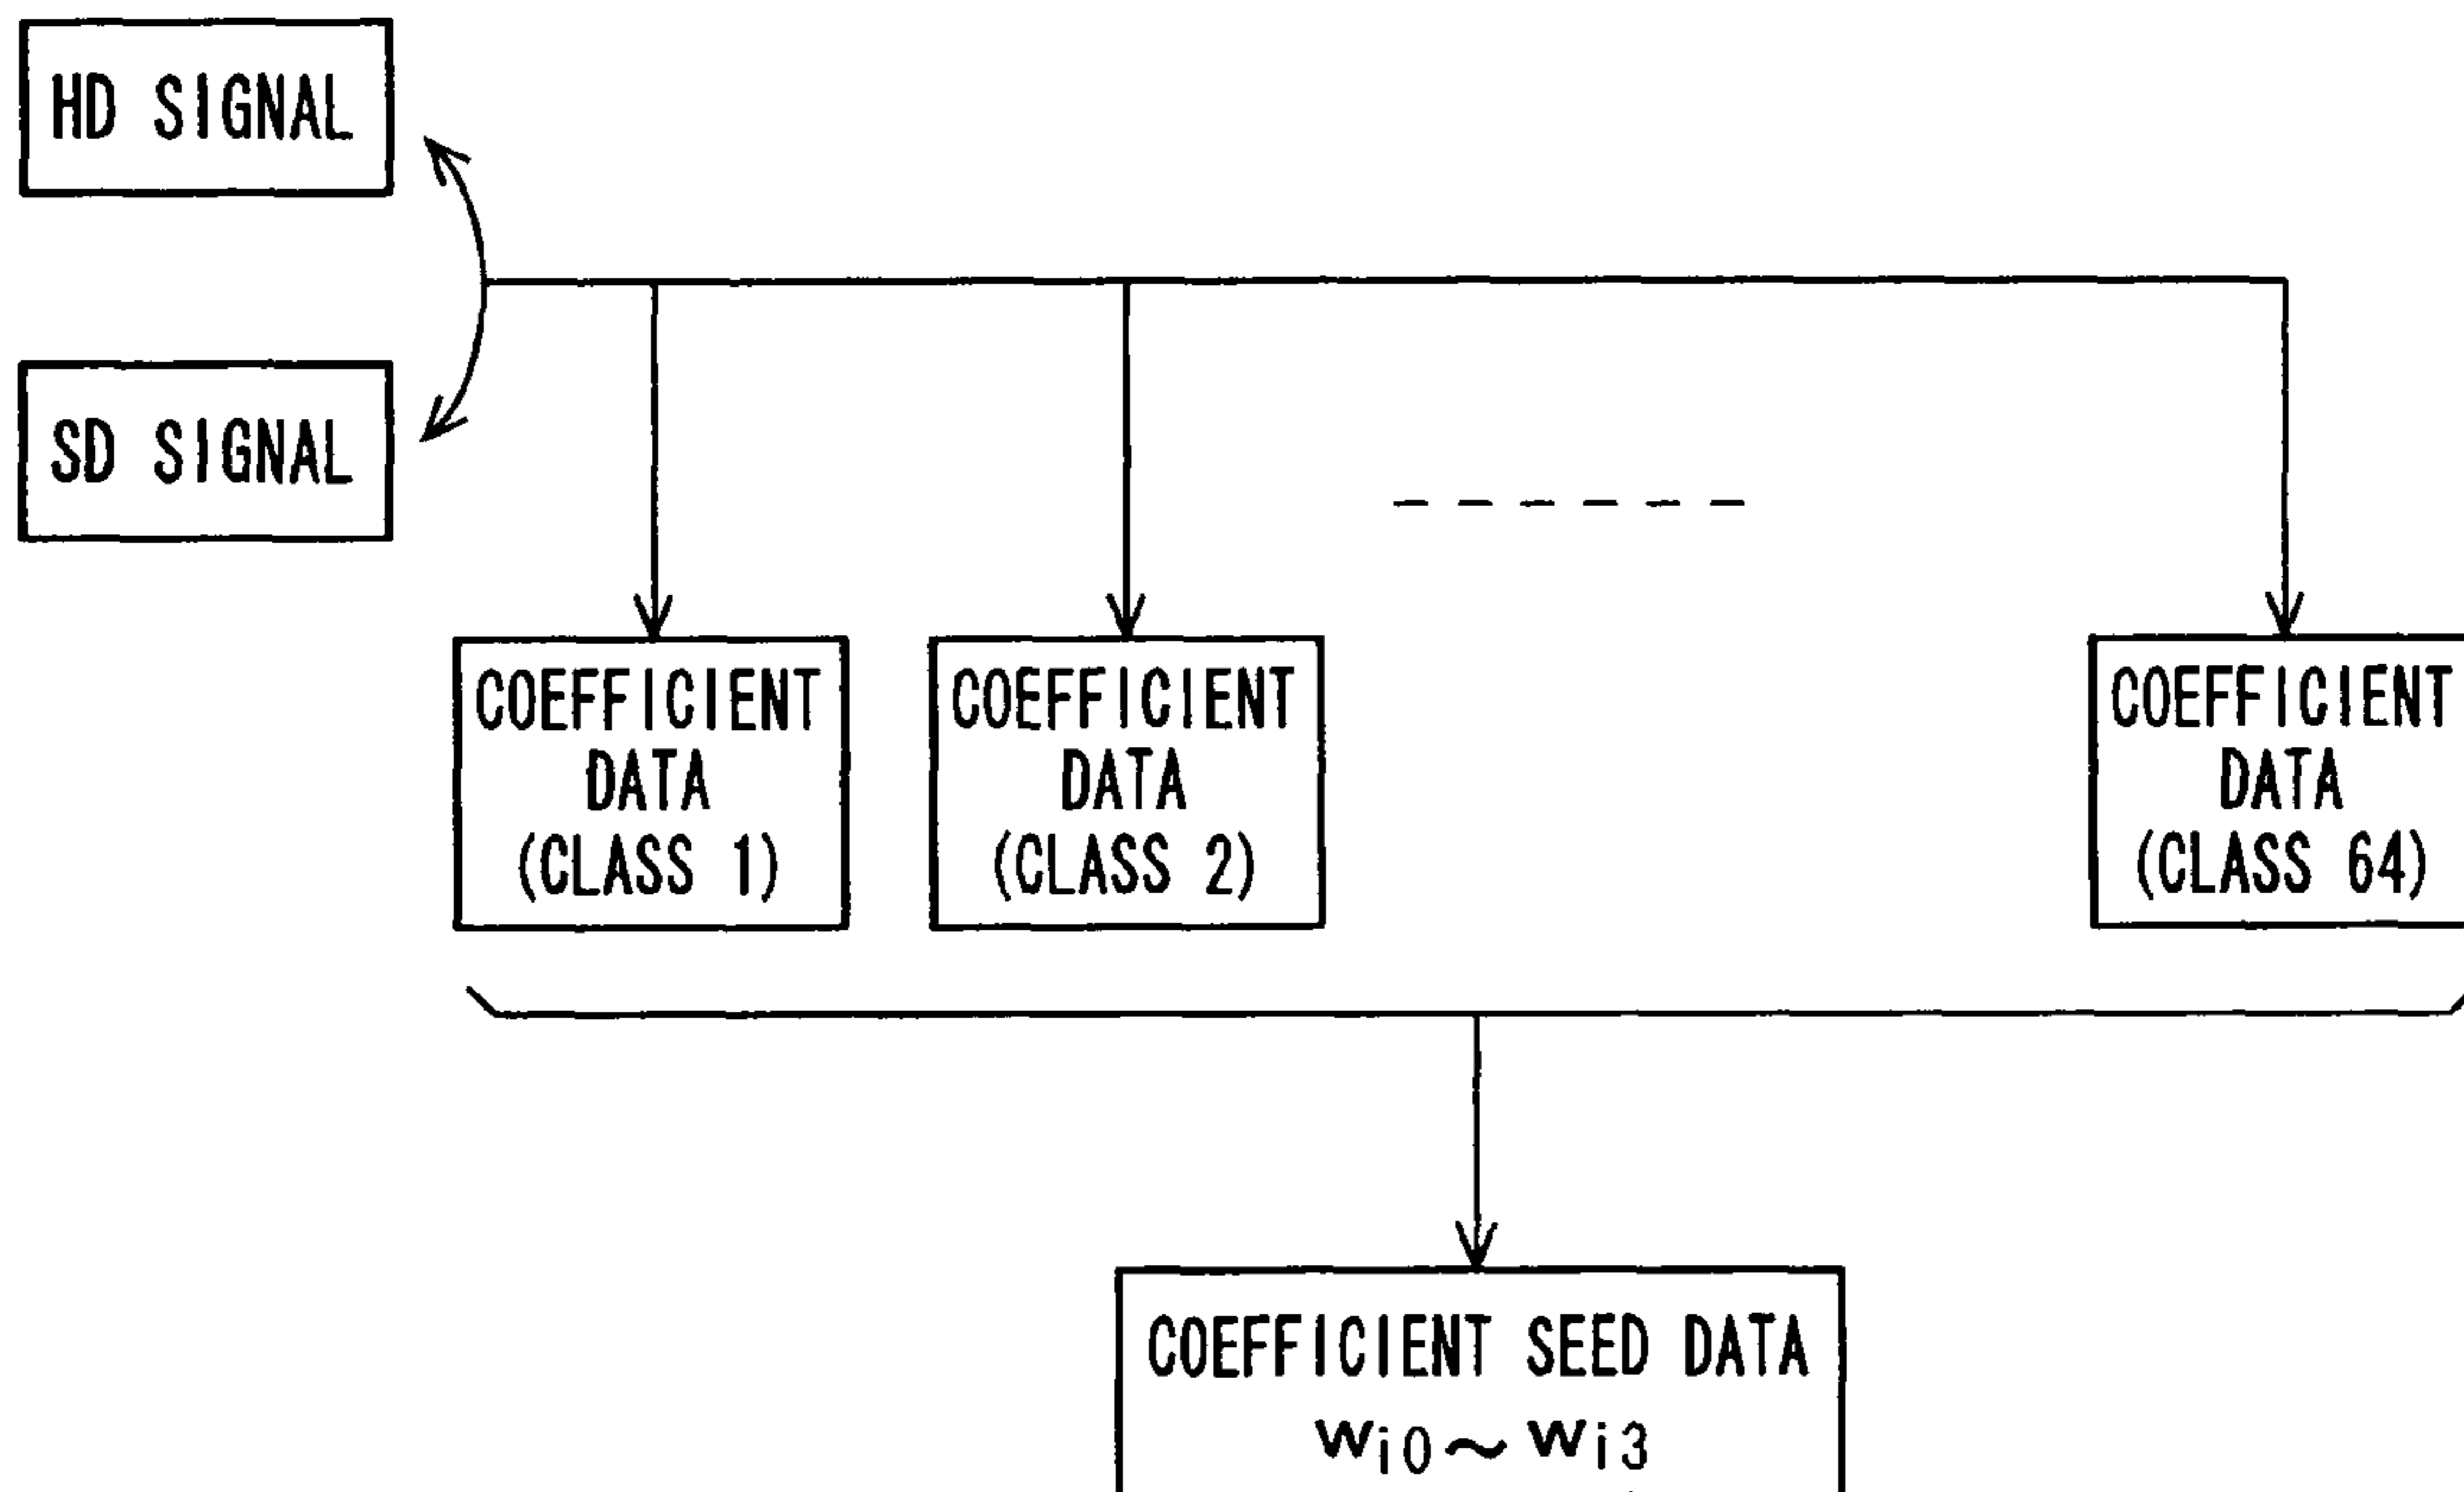 HD SIGNAL
SD SIGNAL
COEFFICIENT
DATA
(CLASS 1)
COEFFICIENT
DATA
(CLASS 2)
COEFFICIENT
DATA
(CLASS 64)
COEFFICIENT SEED DATA
wi0～wi3